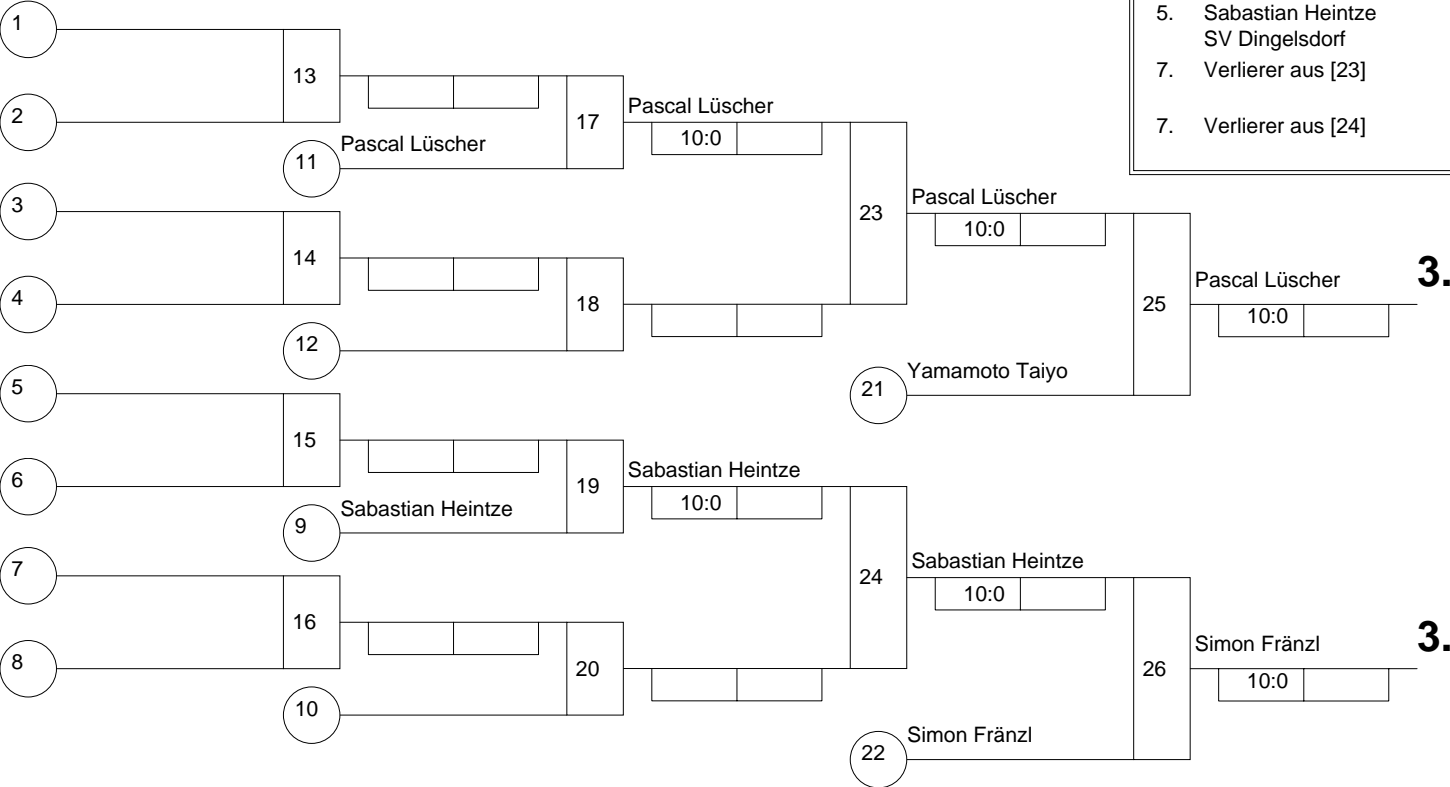 5. Sabastian Heintze
SV Dingelsdorf
7. Verlierer aus [23]
7. Verlierer aus [24]
1
13
2
17
Pascal Lüscher
10:0
11
Pascal Lüscher
3
23
Pascal Lüscher
10:0
14
4
18
12
25
Pascal Lüscher
10:0
3.
21
Yamamoto Taiyo
5
15
6
19
Sabastian Heintze
10:0
9
Sabastian Heintze
7
24
Sabastian Heintze
10:0
16
8
20
10
26
Simon Fränzl
10:0
3.
22
Simon Fränzl